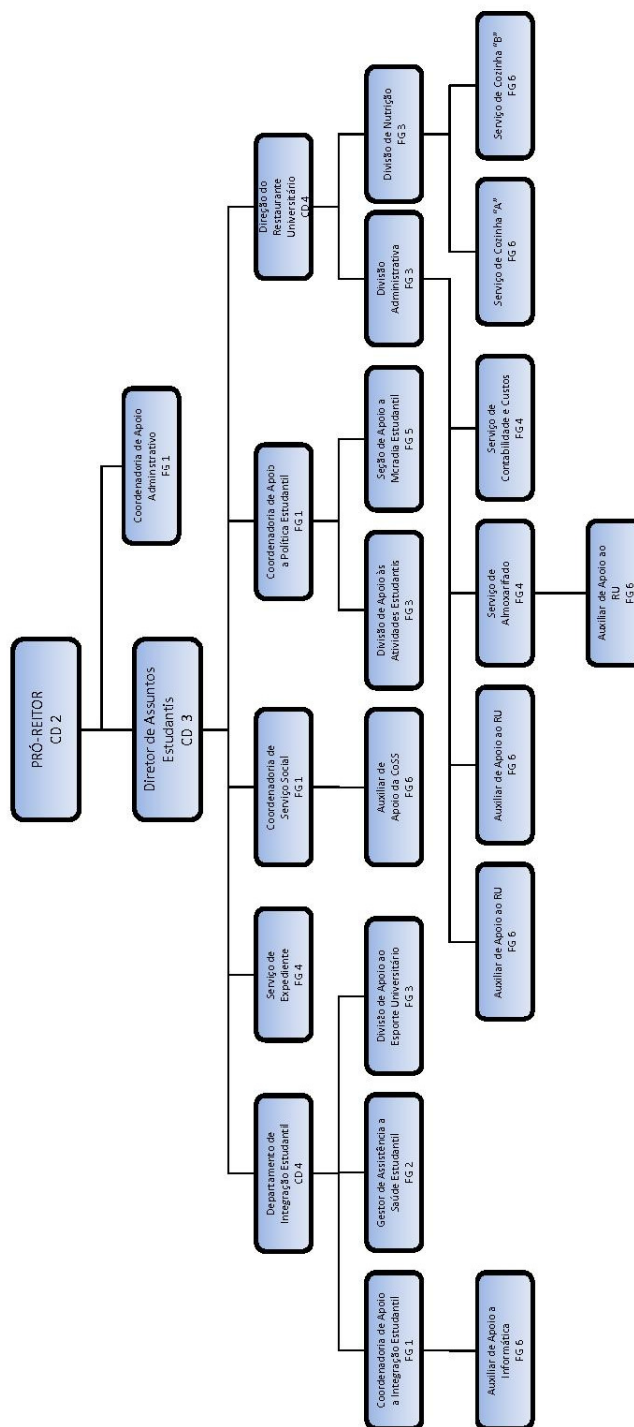 PRÓ-REITOR
CD 2
Coordenadoria de Apoio
Adminstrativo
FG 1
Diretor de Assuntos
Estudantis
CD 3
Departamento de
Integração Estudantil
CD 4
Serviço de
Expediente
FG 4
Coordenadoria de
Serviço Social
FG 1
Coordenadoria de Apoio
a Política Estudantil
FG 1
Direção do
Restaurante
Universitário
CD 4
Coordenadoria de Apoio
a Integração Estudantil
FG 1
Gestor de Assistência a
Saúde Estudantil
FG 2
Divisão de Apoio ao
Esporte Universitário
FG 3
Auxiliar de
Apoio da CoSS
FG 6
Divisão de Apoio às
Atividades Estudantis
FG 3
Seção de Apoio a
Mcradia Estudantil
FG 5
Divisão
Administrativa
FG 3
Divisão de Nutrição
FG 3
Auxiliar de Apoio a
Informática
FG 6
Auxiliar de Apoio ao RU
FG 6
Auxiliar de Apoio ao RU
FG 6
Serviço de
Almoxarifado
FG 4
Serviço de
Contabilidade e Custos
FG 4
Serviço de Cozinha "A"
FG 6
Serviço de Cozinha "B"
FG 6
Auxiliar de Apoio ao
RU
FG 6